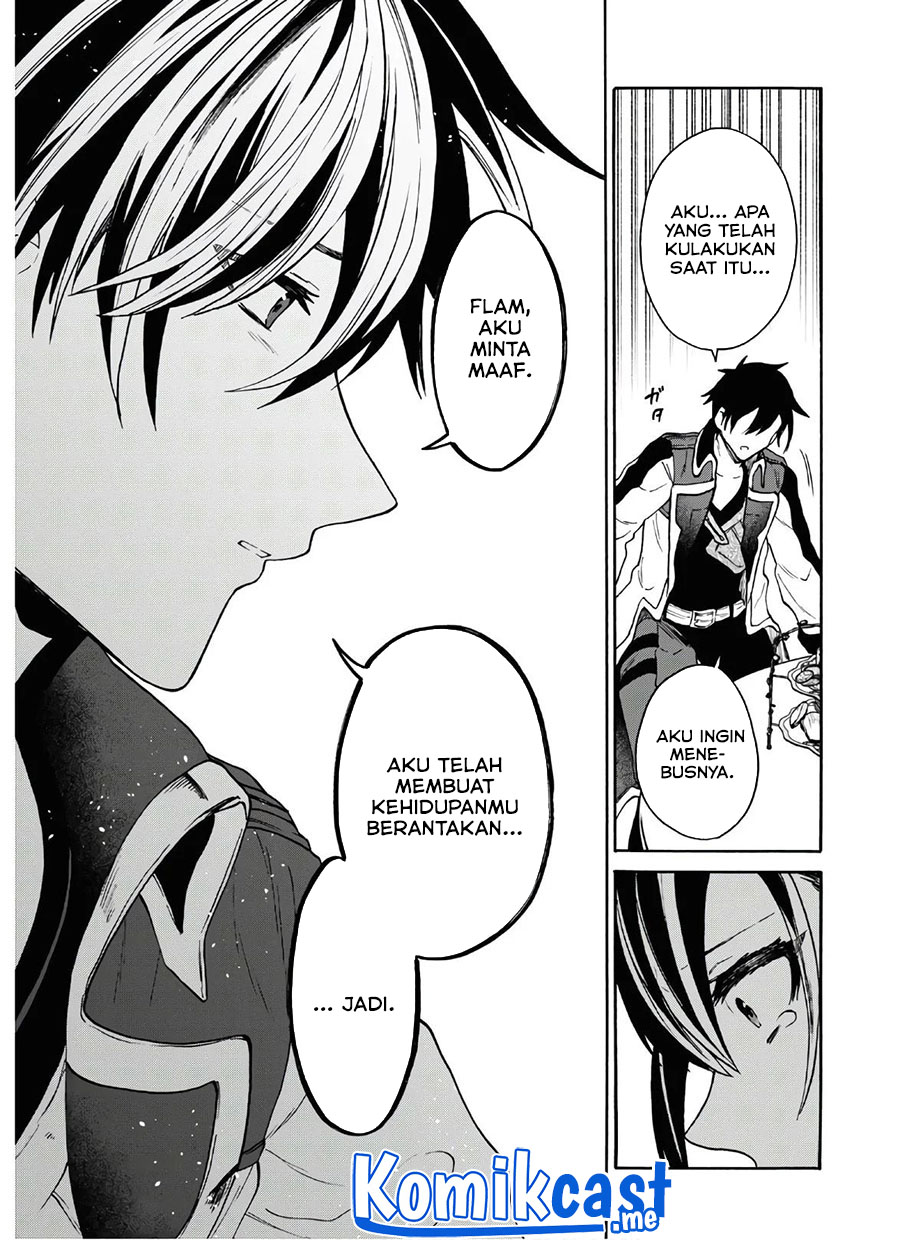 AKU... APA
YANG TELAH
KULAKUKAN
SAAT ITU...
ガタ
AKU INGIN
MENE-
BUSNYA.
FLAM,
AKU
MINTA
MAAF.
AKU TELAH
MEMBUAT
KEHIDUPANMU
BERANTAKAN...
... JADI.
Komikcast
.me